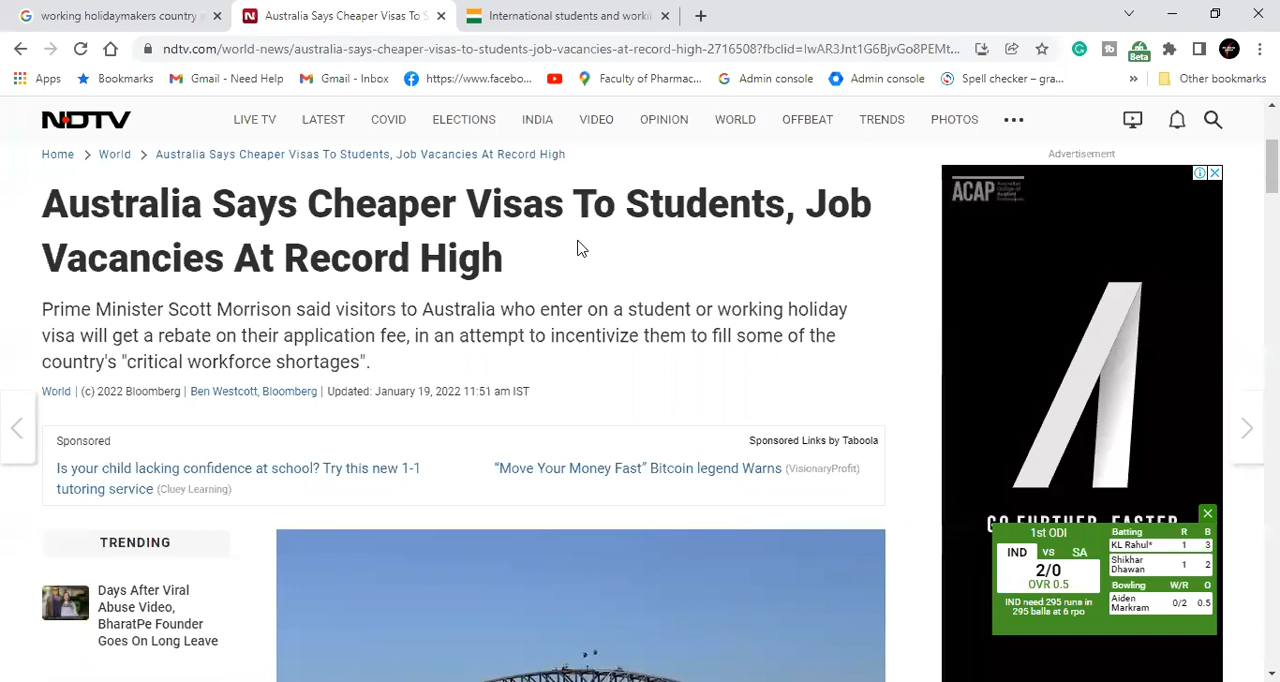 working holidaymakers country
Australia Says Cheaper Visas To S
International students and worki
ndtv.com/world-news/australia-says-cheaper-visas-to-students-job-vacancies-at-record-high-2716508?fbclid=IwAR3Jnt1G6BjvGo8PEMt...
Beta
Apps
Bookmarks
Gmail - Need Help
Gmail - Inbox
https://www.facebo...
Faculty of Pharmac...
Admin console
Admin console
Spell checker – gra...
»
Other bookmarks
NDTV
LIVE TV LATEST COVID ELECTIONS INDIA VIDEO OPINION WORLD OFFBEAT TRENDS PHOTOS
Home > World > Australia Says Cheaper Visas To Students, Job Vacancies At Record High
Australia Says Cheaper Visas To Students, Job
Vacancies At Record High
Prime Minister Scott Morrison said visitors to Australia who enter on a student or working holiday
visa will get a rebate on their application fee, in an attempt to incentivize them to fill some of the
country's "critical workforce shortages".
World | (c) 2022 Bloomberg | Ben Westcott, Bloomberg | Updated: January 19, 2022 11:51 am IST
Sponsored
Sponsored Links by Taboola
Is your child lacking confidence at school? Try this new 1-1
tutoring service (Cluey Learning)
“Move Your Money Fast” Bitcoin legend Warns (VisionaryProfit)
TRENDING
Days After Viral
Abuse Video,
BharatPe Founder
Goes On Long Leave
Advertisement
ACAP
GO FURTHER, FASTER
1st ODI
IND vs SA
2/0
OVR 0.5
IND need 295 runs in
295 balls at 6 rpo
Batting R B
KL Rahul* 1 3
Shikhar
Dhawan 1 2
Bowling W/R O
Aiden
Markram 0/2 0.5